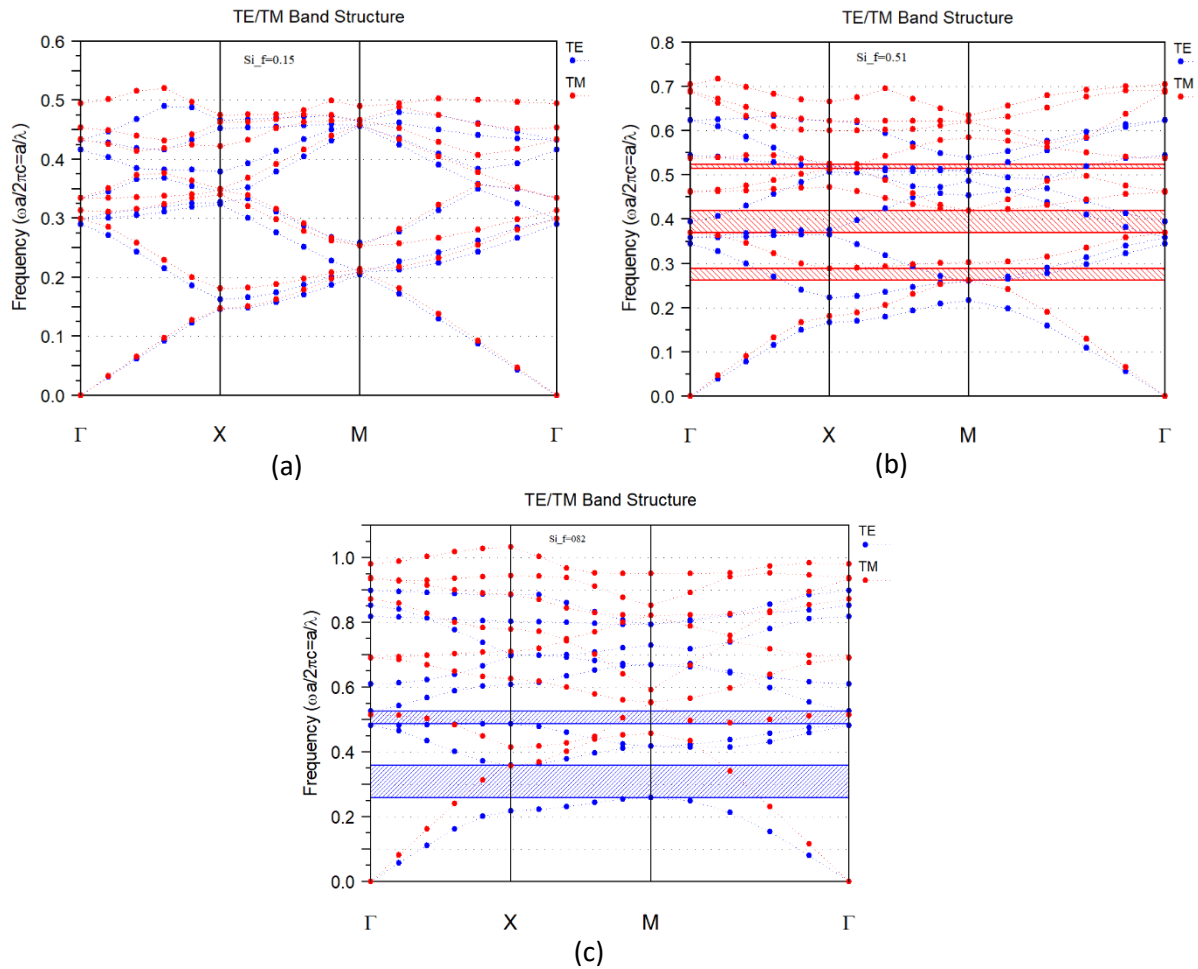 TE/TM Band Structure
Si_f=0.15
TE
TM
Frequency (ωa/2πc=a/λ)
0.6
0.5
0.4
0.3
0.2
0.1
0.0
Γ X M Γ
(a)
TE/TM Band Structure
Si_f=0.51
TE
TM
Frequency (ωa/2πc=a/λ)
0.8
0.7
0.6
0.5
0.4
0.3
0.2
0.1
0.0
Γ X M Γ
(b)
TE/TM Band Structure
Si_f=082
TE
TM
Frequency (ωa/2πc=a/λ)
1.0
0.8
0.6
0.4
0.2
0.0
Γ X M Γ
(c)